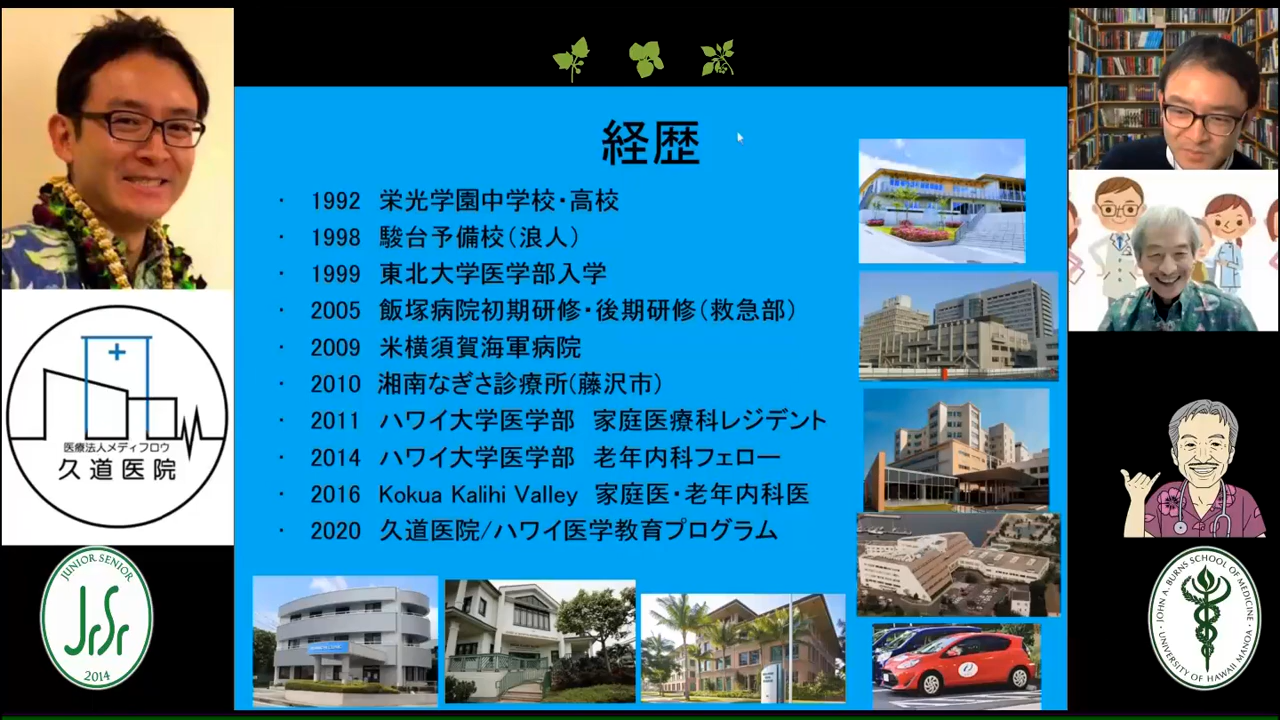 経歴
・ 1992 栄光学園中学校・高校
・ 1998 駿台予備校（浪人）
・ 1999 東北大学医学部入学
・ 2005 飯塚病院初期研修・後期研修（救急部）
・ 2009 米横須賀海軍病院
・ 2010 湘南なぎさ診療所（藤沢市）
・ 2011 ハワイ大学医学部 家庭医療科レジデント
・ 2014 ハワイ大学医学部 老年内科フェロー
・ 2016 Kokua Kalihi Valley 家庭医・老年内科医
・ 2020 久道医院/ハワイ医学教育プログラム
医療法人メディフロウ
久道医院
JUNIOR SENIOR
JrSr
2014
JOHN A. BURNS SCHOOL OF MEDICINE
UNIVERSITY OF HAWAII MANOA